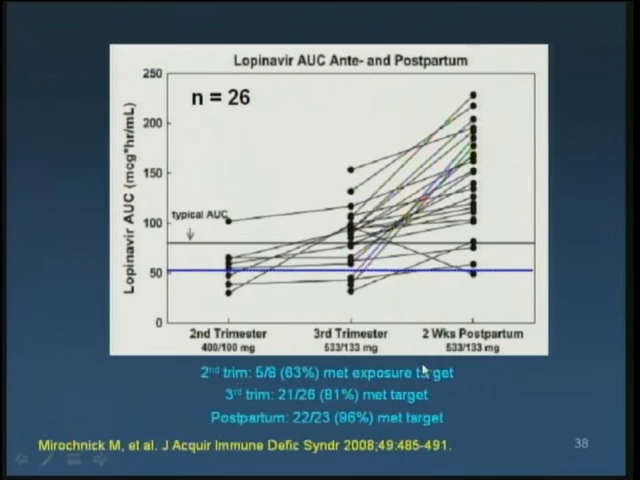 Lopinavir AUC Ante- and Postpartum
n = 26
Lopinavir AUC (mcg*hr/mL)
250
200
150
100
50
0
typical AUC
2nd Trimester
400/100 mg
3rd Trimester
533/133 mg
2 Wks Postpartum
533/133 mg
2nd trim: 5/8 (63%) met exposure target
3rd trim: 21/26 (81%) met target
Postpartum: 22/23 (96%) met target
Mirochnick M, et al. J Acquir Immune Defic Syndr 2008;49:485-491.
38